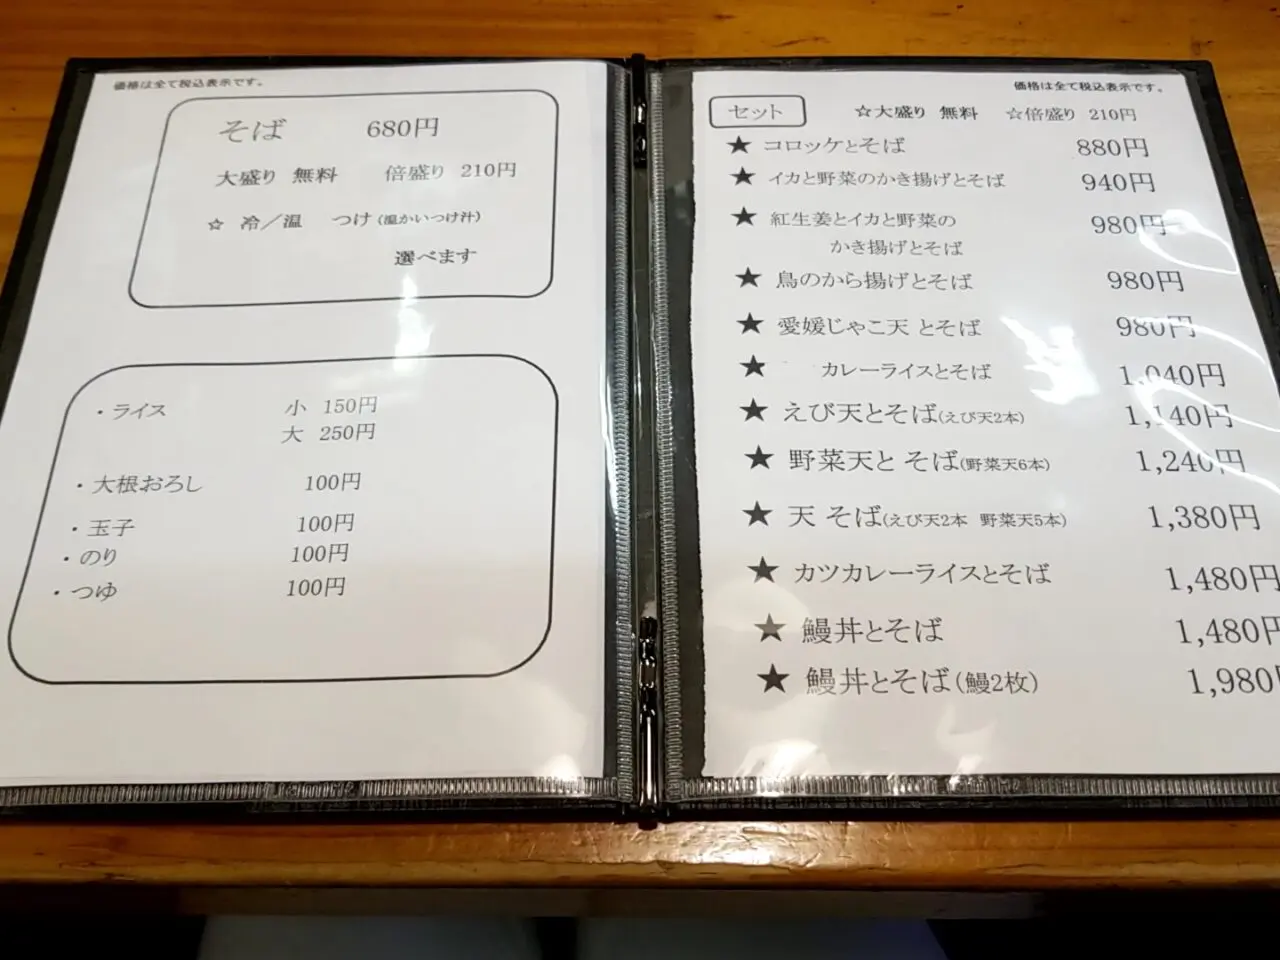 価格は全て税込表示です。
そば 680円
大盛り 無料 倍盛り 210円
☆ 冷／温 つけ（温かいつけ汁）
選べます
・ライス 小 150円
大 250円
・大根おろし 100円
・玉子 100円
・のり 100円
・つゆ 100円
価格は全て税込表示です。
セット ☆大盛り 無料 ☆倍盛り 210円
★ コロッケとそば 880円
★ イカと野菜のかき揚げとそば 940円
★ 紅生姜とイカと野菜の 980円
かき揚げとそば
★ 鳥のから揚げとそば 980円
★ 愛媛じゃこ天 とそば 980円
★ カレーライスとそば 1,040円
★ えび天とそば(えび天2本) 1,140円
★ 野菜天と そば(野菜天6本) 1,240円
★ 天 そば(えび天2本 野菜天5本) 1,380円
★ カツカレーライスとそば 1,480円
★ 鰻丼とそば 1,480円
★ 鰻丼とそば（鰻2枚） 1,980円